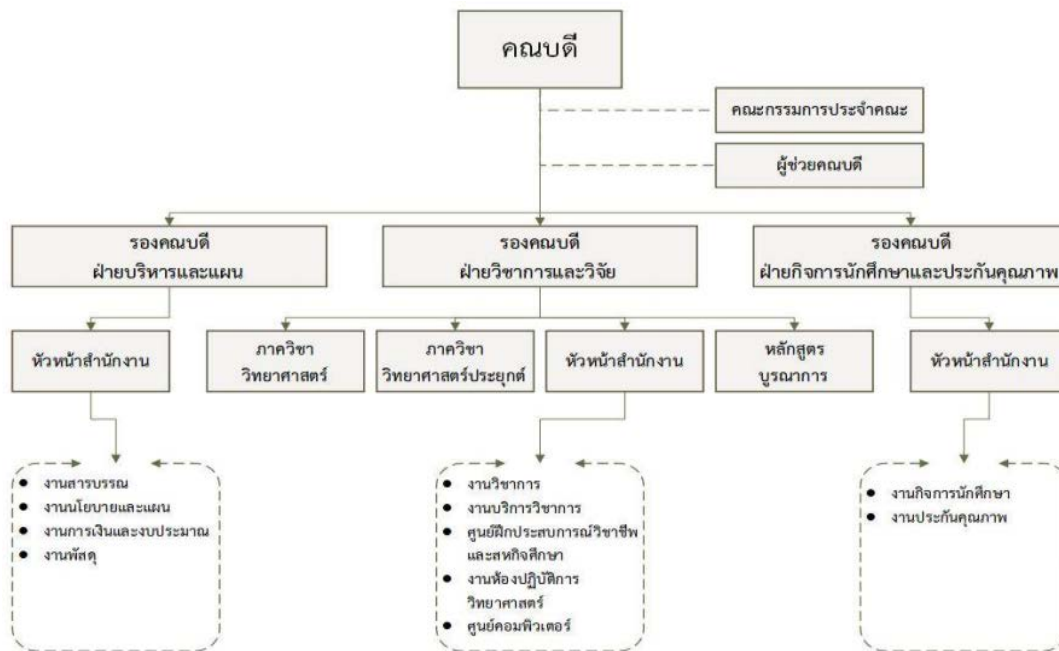 คณบดี
คณะกรรมการประจำคณะ
ผู้ช่วยคณบดี
รองคณบดี
ฝ่ายบริหารและแผน
รองคณบดี
ฝ่ายวิชาการและวิจัย
รองคณบดี
ฝ่ายกิจการนักศึกษาและประกันคุณภาพ
หัวหน้าสำนักงาน
ภาควิชา
วิทยาศาสตร์
ภาควิชา
วิทยาศาสตร์ประยุกต์
หัวหน้าสำนักงาน
หลักสูตร
บูรณาการ
หัวหน้าสำนักงาน
● งานสารบรรณ
● งานนโยบายและแผน
● งานการเงินและงบประมาณ
● งานพัสดุ
● งานวิชาการ
● งานบริการวิชาการ
● ศูนย์ฝึกประสบการณ์วิชาชีพ
และสหกิจศึกษา
● งานห้องปฏิบัติการ
วิทยาศาสตร์
● ศูนย์คอมพิวเตอร์
● งานกิจการนักศึกษา
● งานประกันคุณภาพ